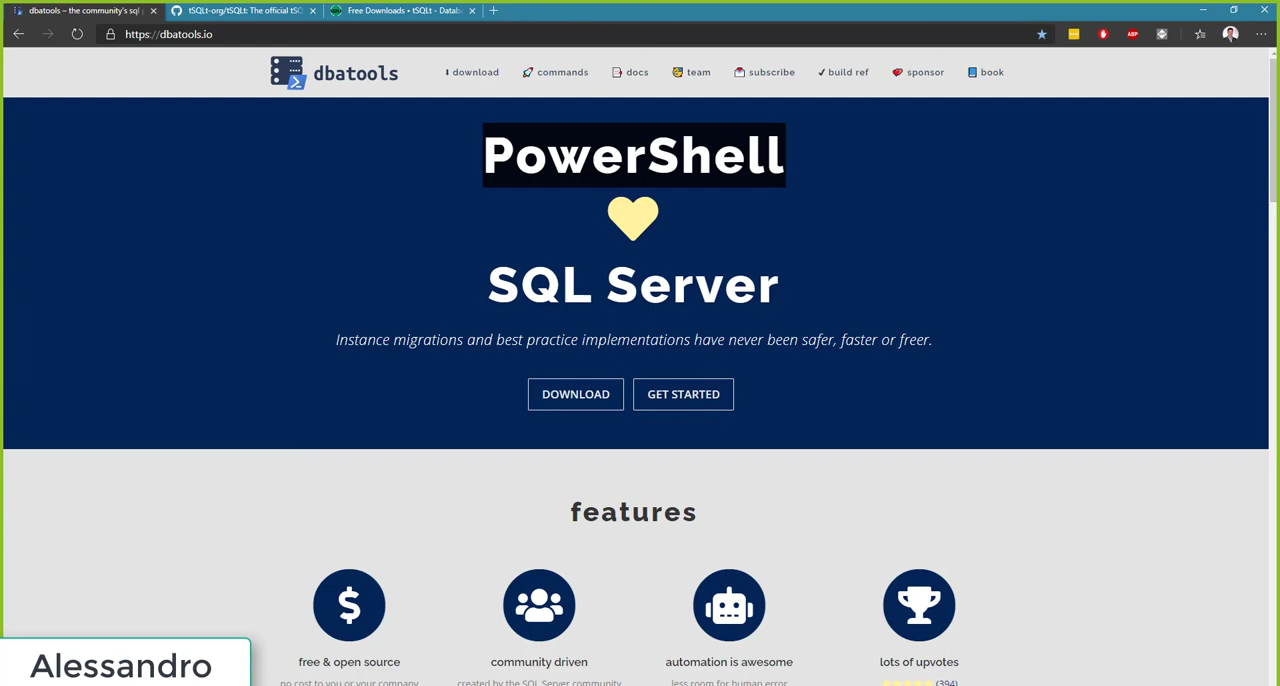 dbatools – the community's sql
tSQLt-org/tSQLt: The official tSQ
Free Downloads • tSQLt - Databa
https://dbatools.io
ABP
dbatools
download
commands
docs
team
subscribe
build ref
sponsor
book
PowerShell
SQL Server
Instance migrations and best practice implementations have never been safer, faster or freer.
DOWNLOAD
GET STARTED
features
free & open source
community driven
automation is awesome
lots of upvotes
no cost to you or your company
created by the SQL Server community
less room for human error
(394)
Alessandro